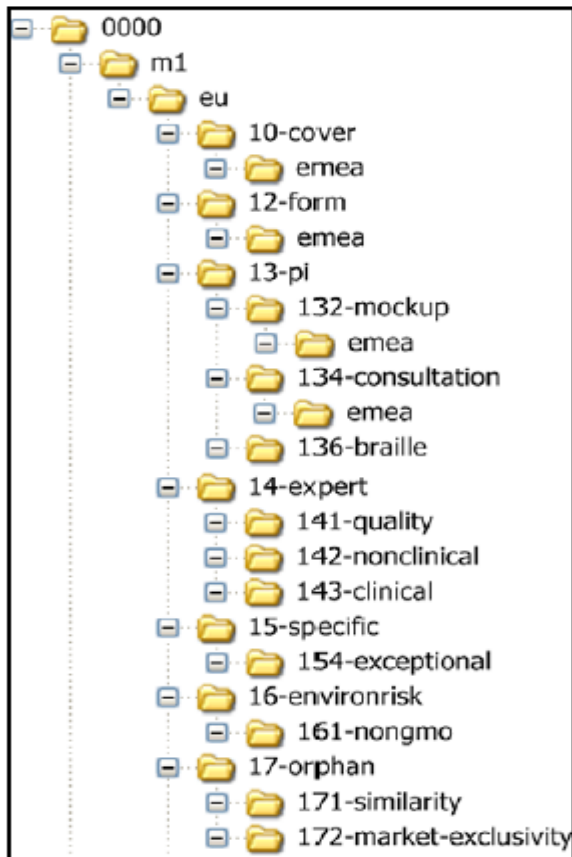 0000
m1
eu
10-cover
emea
12-form
emea
13-pi
132-mockup
emea
134-consultation
emea
136-braille
14-expert
141-quality
142-nonclinical
143-clinical
15-specific
154-exceptional
16-environrisk
161-nongmo
17-orphan
171-similarity
172-market-exclusivity